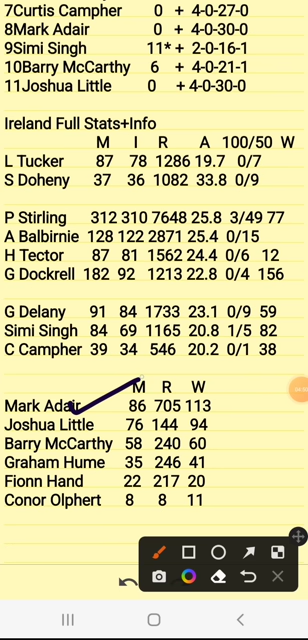 7Curtis Campher 0 + 4-0-27-0
8Mark Adair 0 + 4-0-30-0
9Simi Singh 11* + 2-0-16-1
10Barry McCarthy 6 + 4-0-21-1
11Joshua Little 0 + 4-0-30-0
Ireland Full Stats+Info
M I R A 100/50 W
L Tucker 87 78 1286 19.7 0/7
S Doheny 37 36 1082 33.8 0/9
P Stirling 312 310 7648 25.8 3/49 77
A Balbirnie 128 122 2871 25.4 0/15
H Tector 87 81 1562 24.4 0/6 12
G Dockrell 182 92 1213 22.8 0/4 156
G Delany 91 84 1733 23.1 0/9 59
Simi Singh 84 69 1165 20.8 1/5 82
C Campher 39 34 546 20.2 0/1 38
M R W
Mark Adair 86 705 113
Joshua Little 76 144 94
Barry McCarthy 58 240 60
Graham Hume 35 246 41
Fionn Hand 22 217 20
Conor Olphert 8 8 11